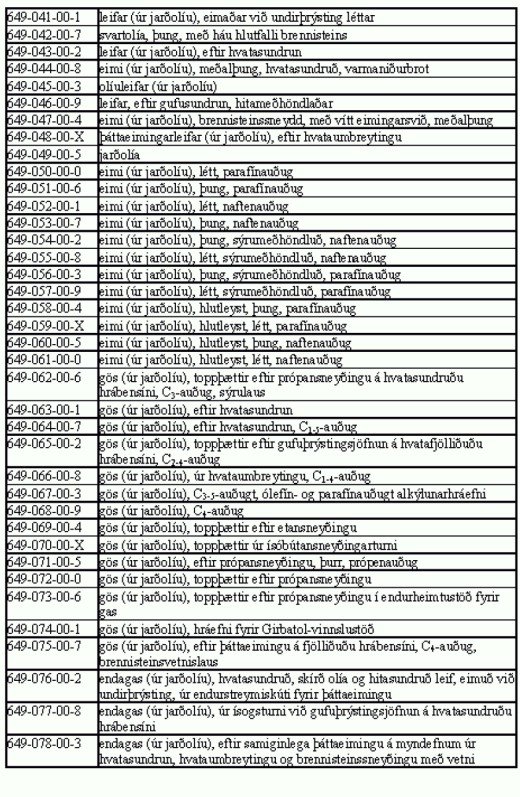 649-041-00-1 leifar (úr jarðolíu), eimaðar við undirþrýsting léttar
649-042-00-7 svartolía, þung, með háu hlutfalli brennisteins
649-043-00-2 leifar (úr jarðolíu), eftir hvatasundrun
649-044-00-8 eimi (úr jarðolíu), meðalþung, hvatasundruð, varmaniðurbrot
649-045-00-3 olíuleifar (úr jarðolíu)
649-046-00-9 leifar, eftir gufusundrun, hitameðhöndlaðar
649-047-00-4 eimi (úr jarðolíu), brennisteinssneydd, með vítt eimingarsvið, meðalþung
649-048-00-X þáttaeimingarleifar (úr jarðolíu), eftir hvataumbreytingu
649-049-00-5 jarðolía
649-050-00-0 eimi (úr jarðolíu), létt, parafínauðug
649-051-00-6 eimi (úr jarðolíu), þung, parafínauðug
649-052-00-1 eimi (úr jarðolíu), létt, naftenauðug
649-053-00-7 eimi (úr jarðolíu), þung, naftenauðug
649-054-00-2 eimi (úr jarðolíu), þung, sýrumeðhöndluð, naftenauðug
649-055-00-8 eimi (úr jarðolíu), létt, sýrumeðhöndluð, naftenauðug
649-056-00-3 eimi (úr jarðolíu), þung, sýrumeðhöndluð, parafínauðug
649-057-00-9 eimi (úr jarðolíu), létt, sýrumeðhöndluð, parafínauðug
649-058-00-4 eimi (úr jarðolíu), hlutleyst, þung, parafínauðug
649-059-00-X eimi (úr jarðolíu), hlutleyst, létt, parafínauðug
649-060-00-5 eimi (úr jarðolíu), hlutleyst, þung, naftenauðug
649-061-00-0 eimi (úr jarðolíu), hlutleyst, létt, naftenauðug
649-062-00-6 gös (úr jarðolíu), toppþættir eftir própansneyðingu á hvatasundruðu
hrábensíni, C₃-auðug, sýrulaus
649-063-00-1 gös (úr jarðolíu), eftir hvatasundrun
649-064-00-7 gös (úr jarðolíu), eftir hvatasundrun, C₁₋₅-auðug
649-065-00-2 gös (úr jarðolíu), toppþættir eftir gufuþrýstingsjöfnun á hvatafjölliðuðu
hrábensíni, C₂₋₄-auðug
649-066-00-8 gös (úr jarðolíu), úr hvataumbreytingu, C₁₋₄-auðug
649-067-00-3 gös (úr jarðolíu), C₃₋₅-auðugt, ólefín- og parafínauðugt alkýlunarhráefni
649-068-00-9 gös (úr jarðolíu), C₄-auðug
649-069-00-4 gös (úr jarðolíu), toppþættir eftir etansneyðingu
649-070-00-X gös (úr jarðolíu), toppþættir úr ísóbútansneyðingarturni
649-071-00-5 gös (úr jarðolíu), eftir própansneyðingu, þurr, própenauðug
649-072-00-0 gös (úr jarðolíu), toppþættir eftir própansneyðingu
649-073-00-6 gös (úr jarðolíu), toppþættir eftir própansneyðingu í endurheimtustöð fyrir
gas
649-074-00-1 gös (úr jarðolíu), hráefni fyrir Girbatol-vinnslustöð
649-075-00-7 gös (úr jarðolíu), eftir þáttaeimingu á fjölliðuðu hrábensíni, C₄-auðug,
brennisteinsvetnislaus
649-076-00-2 endagas (úr jarðolíu), hvatasundruð, skírð olía og hitasundruð leif, eimuð við
undirþrýsting, úr endurstreymiskúti fyrir þáttaeimingu
649-077-00-8 endagas (úr jarðolíu), úr ísogsturni við gufuþrýstingsjöfnun á hvatasundruðu
hrábensíni
649-078-00-3 endagas (úr jarðolíu), eftir samiginlega þáttaeimingu á myndefnum úr
hvatasundrun, hvataumbreytingu og brennisteinssneyðingu með vetni